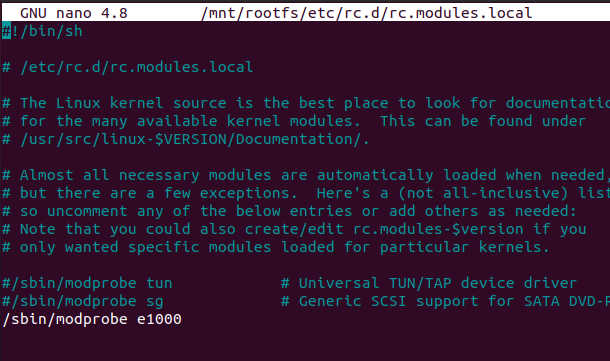 GNU nano 4.8 /mnt/rootfs/etc/rc.d/rc.modules.local
#!/bin/sh
# /etc/rc.d/rc.modules.local
# The Linux kernel source is the best place to look for documentatio
# for the many available kernel modules.  This can be found under
# /usr/src/linux-$VERSION/Documentation/.
# Almost all necessary modules are automatically loaded when needed,
# but there are a few exceptions.  Here's a (not all-inclusive) list
# so uncomment any of the below entries or add others as needed:
# Note that you could also create/edit rc.modules-$version if you
# only wanted specific modules loaded for particular kernels.
#/sbin/modprobe tun            # Universal TUN/TAP device driver
#/sbin/modprobe sg             # Generic SCSI support for SATA DVD-R
/sbin/modprobe e1000